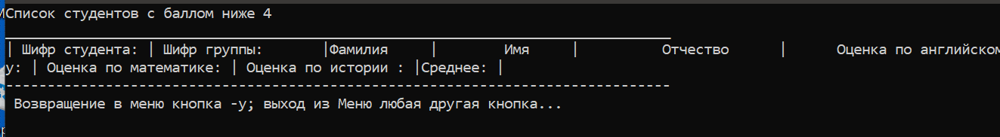 Список студентов с баллом ниже 4
________________________________________________________________________________
| Шифр студента: | Шифр группы:       |Фамилия     |        Имя     |          Отчество      |      Оценка по английском
у: | Оценка по математике: | Оценка по истории : |Среднее: |
--------------------------------------------------------------------------------
Возвращение в меню кнопка -y; выход из Меню любая другая кнопка...